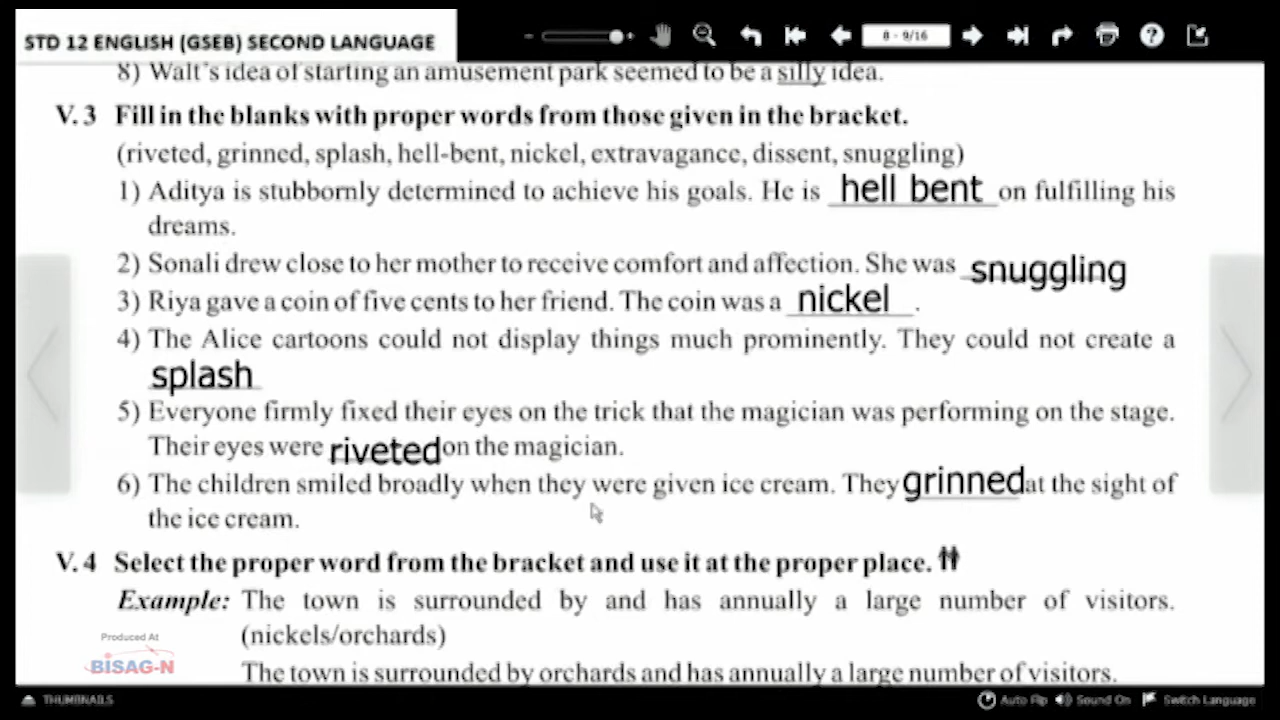 STD 12 ENGLISH (GSEB) SECOND LANGUAGE
8 - 9/16
8) Walt's idea of starting an amusement park seemed to be a silly idea.
V. 3 Fill in the blanks with proper words from those given in the bracket.
(riveted, grinned, splash, hell-bent, nickel, extravagance, dissent, snuggling)
1) Aditya is stubbornly determined to achieve his goals. He is hell bent on fulfilling his
dreams.
2) Sonali drew close to her mother to receive comfort and affection. She was snuggling
3) Riya gave a coin of five cents to her friend. The coin was a nickel .
4) The Alice cartoons could not display things much prominently. They could not create a
splash
5) Everyone firmly fixed their eyes on the trick that the magician was performing on the stage.
Their eyes were riveted on the magician.
6) The children smiled broadly when they were given ice cream. They grinned at the sight of
the ice cream.
V. 4 Select the proper word from the bracket and use it at the proper place.
Example: The town is surrounded by and has annually a large number of visitors.
(nickels/orchards)
The town is surrounded by orchards and has annually a large number of visitors.
Produced At
BISAG-N
THUMBNAILS
Auto Flip Sound On Switch Language